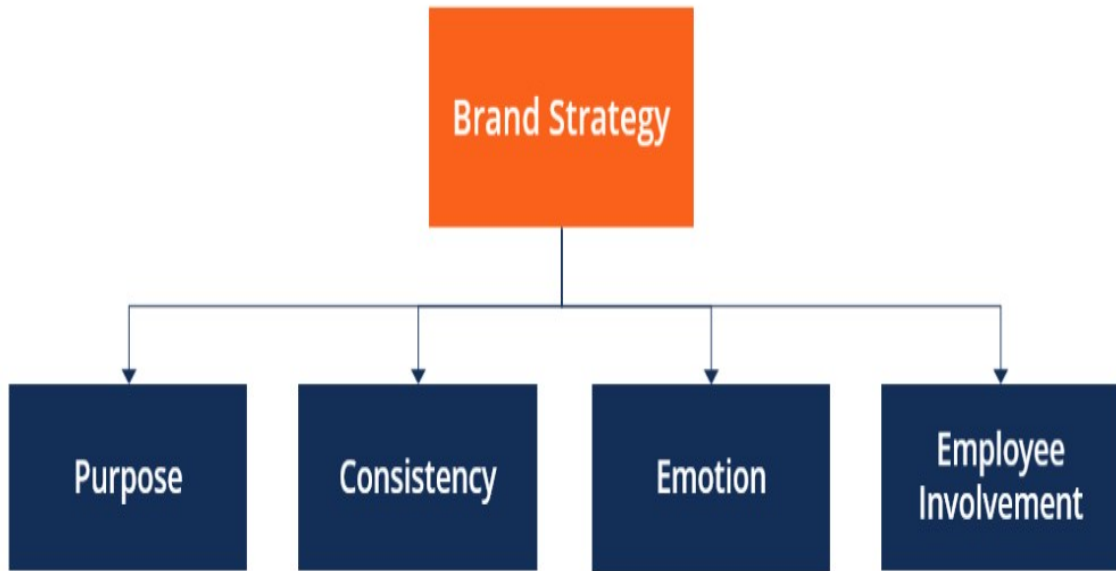 Brand Strategy
Purpose
Consistency
Emotion
Employee
Involvement